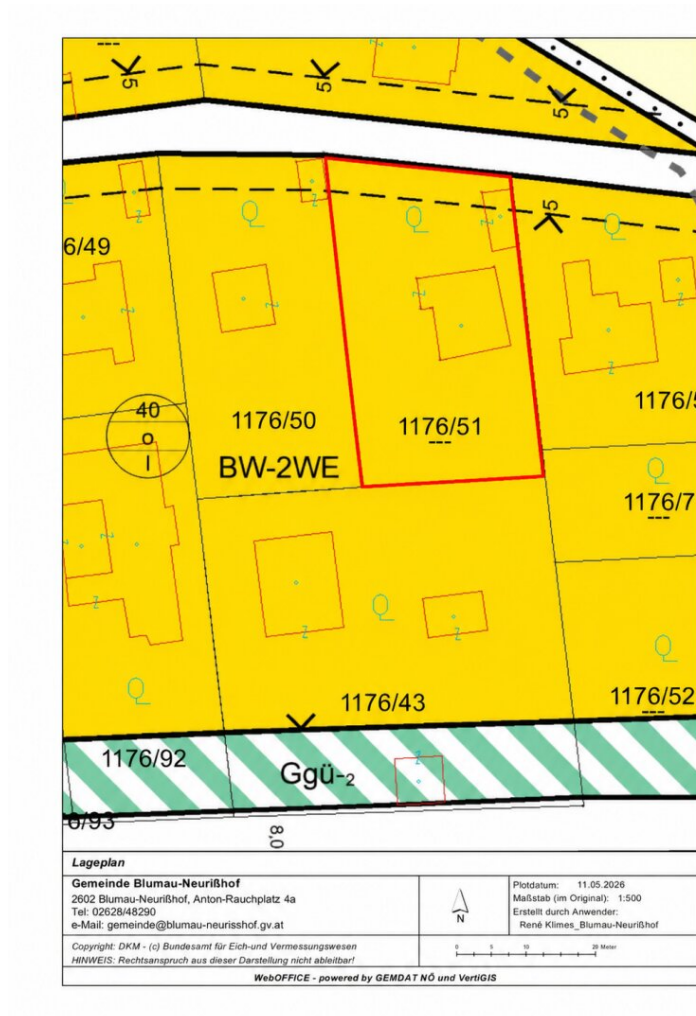 ---
5
5
5
5
6/49
1176/50
1176/51
---
40
o
I
BW-2WE
1176/5
1176/7
---
1176/43
1176/52
---
1176/92
Ggü-2
6/93
8,0
Lageplan
Gemeinde Blumau-Neurißhof
2602 Blumau-Neurißhof, Anton-Rauchplatz 4a
Tel: 02628/48290
e-Mail: gemeinde@blumau-neurisshof.gv.at
N
Plotdatum: 11.05.2026
Maßstab (im Original): 1:500
Erstellt durch Anwender:
René Klimes_Blumau-Neurißhof
Copyright: DKM - (c) Bundesamt für Eich-und Vermessungswesen
HINWEIS: Rechtsanspruch aus dieser Darstellung nicht ableitbar!
0 5 10 20 Meter
WebOFFICE - powered by GEMDAT NÖ und VertiGIS